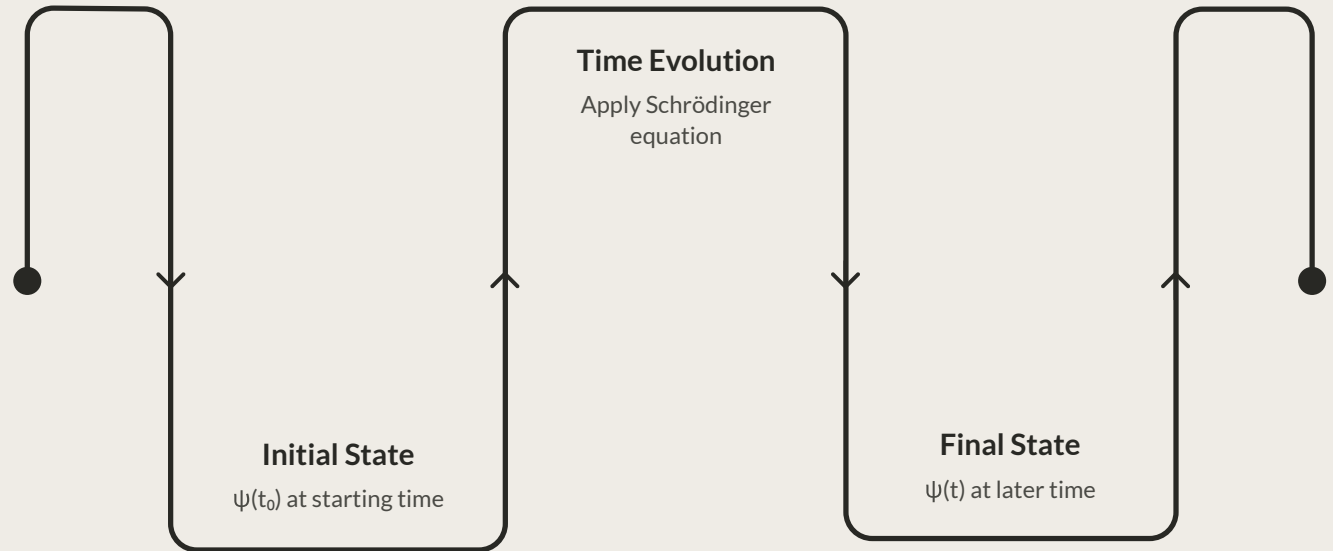 Time Evolution
Apply Schrödinger
equation
Initial State
ψ(t₀) at starting time
Final State
ψ(t) at later time